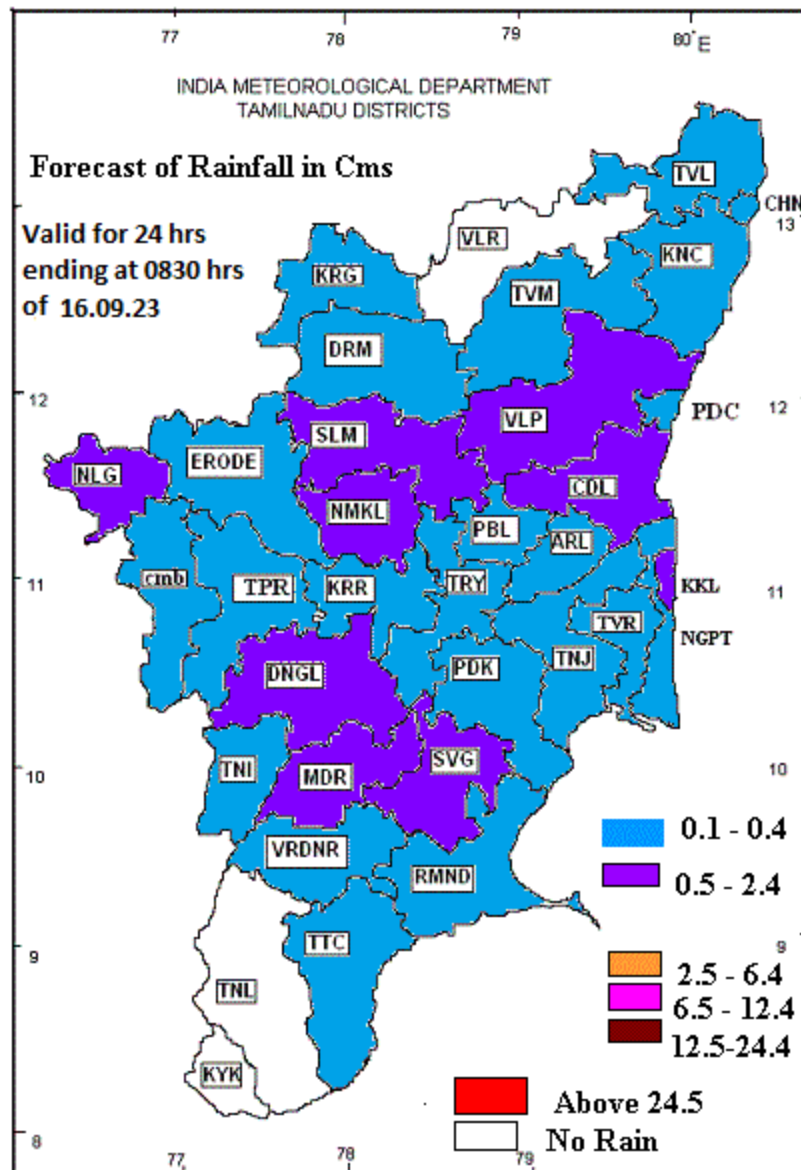 77 78 79 80°E
INDIA METEOROLOGICAL DEPARTMENT
TAMILNADU DISTRICTS
Forecast of Rainfall in Cms
TVL
CHN
13
Valid for 24 hrs
ending at 0830 hrs
of 16.09.23
VLR
KNC
KRG
TVM
DRM
12
12
PDC
SLM
VLP
ERODE
NLG
CDL
NMKL
PBL
ARL
11
cmb
TPR
KRR
TRY
KKL
11
TVR
NGPT
DNGL
PDK
TNJ
10
TNI
MDR
SVG
10
0.1 - 0.4
VRDNR
RMND
0.5 - 2.4
9
TTC
9
TNL
2.5 - 6.4
6.5 - 12.4
12.5-24.4
KYK
Above 24.5
No Rain
8
77 78 79